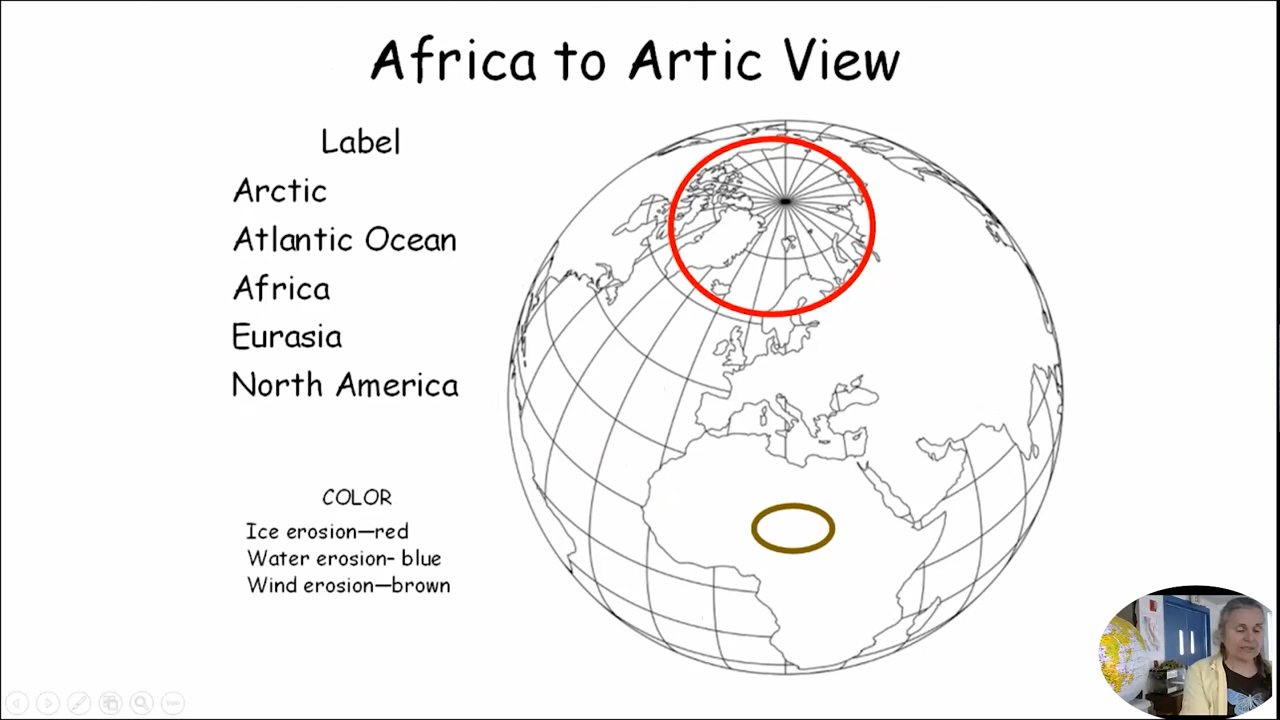 Africa to Artic View
Label
Arctic
Atlantic Ocean
Africa
Eurasia
North America
COLOR
Ice erosion—red
Water erosion- blue
Wind erosion—brown